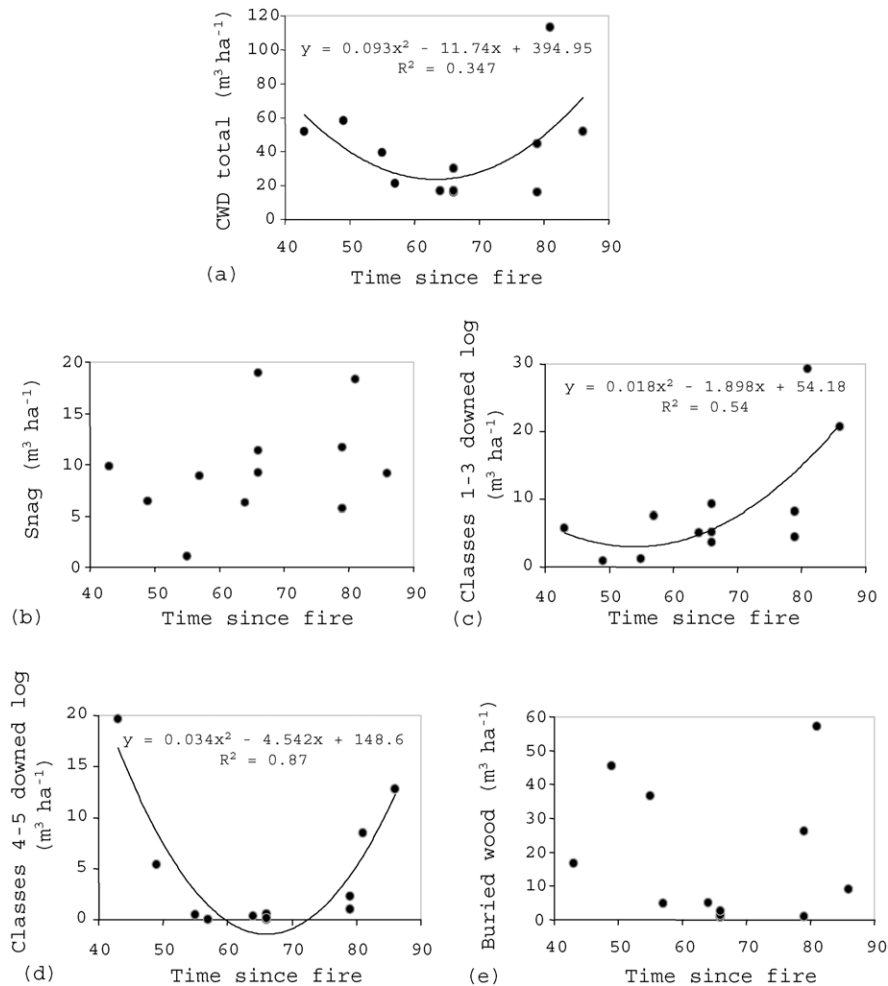 CWD total (m³ ha⁻¹)
120
100
80
60
40
20
0
y = 0.093x² - 11.74x + 394.95
R² = 0.347
40 50 60 70 80 90
(a) Time since fire
Snag (m³ ha⁻¹)
20
15
10
5
0
40 50 60 70 80 90
(b) Time since fire
Classes 1-3 downed log
(m³ ha⁻¹)
30
20
10
0
y = 0.018x² - 1.898x + 54.18
R² = 0.54
40 50 60 70 80 90
(c) Time since fire
Classes 4-5 downed log
(m³ ha⁻¹)
20
15
10
5
0
y = 0.034x² - 4.542x + 148.6
R² = 0.87
40 50 60 70 80 90
(d) Time since fire
Buried wood (m³ ha⁻¹)
60
50
40
30
20
10
0
40 50 60 70 80 90
(e) Time since fire